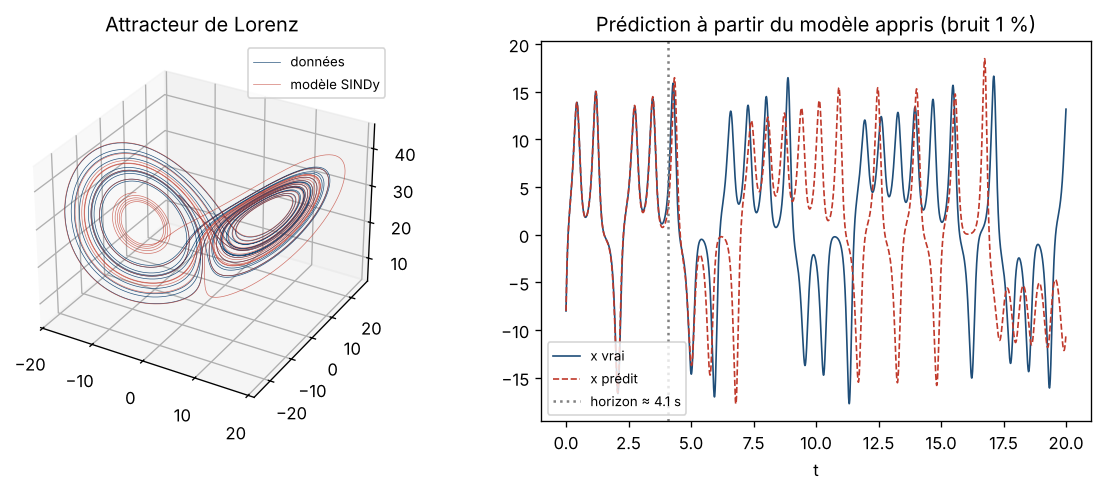 Attracteur de Lorenz
données
modèle SINDy
40
30
20
10
−20
−10
0
10
20
−20
−10
0
10
20
Prédiction à partir du modèle appris (bruit 1 %)
20
15
10
5
0
−5
−10
−15
x vrai
x prédit
horizon ≈ 4.1 s
0.0 2.5 5.0 7.5 10.0 12.5 15.0 17.5 20.0
t